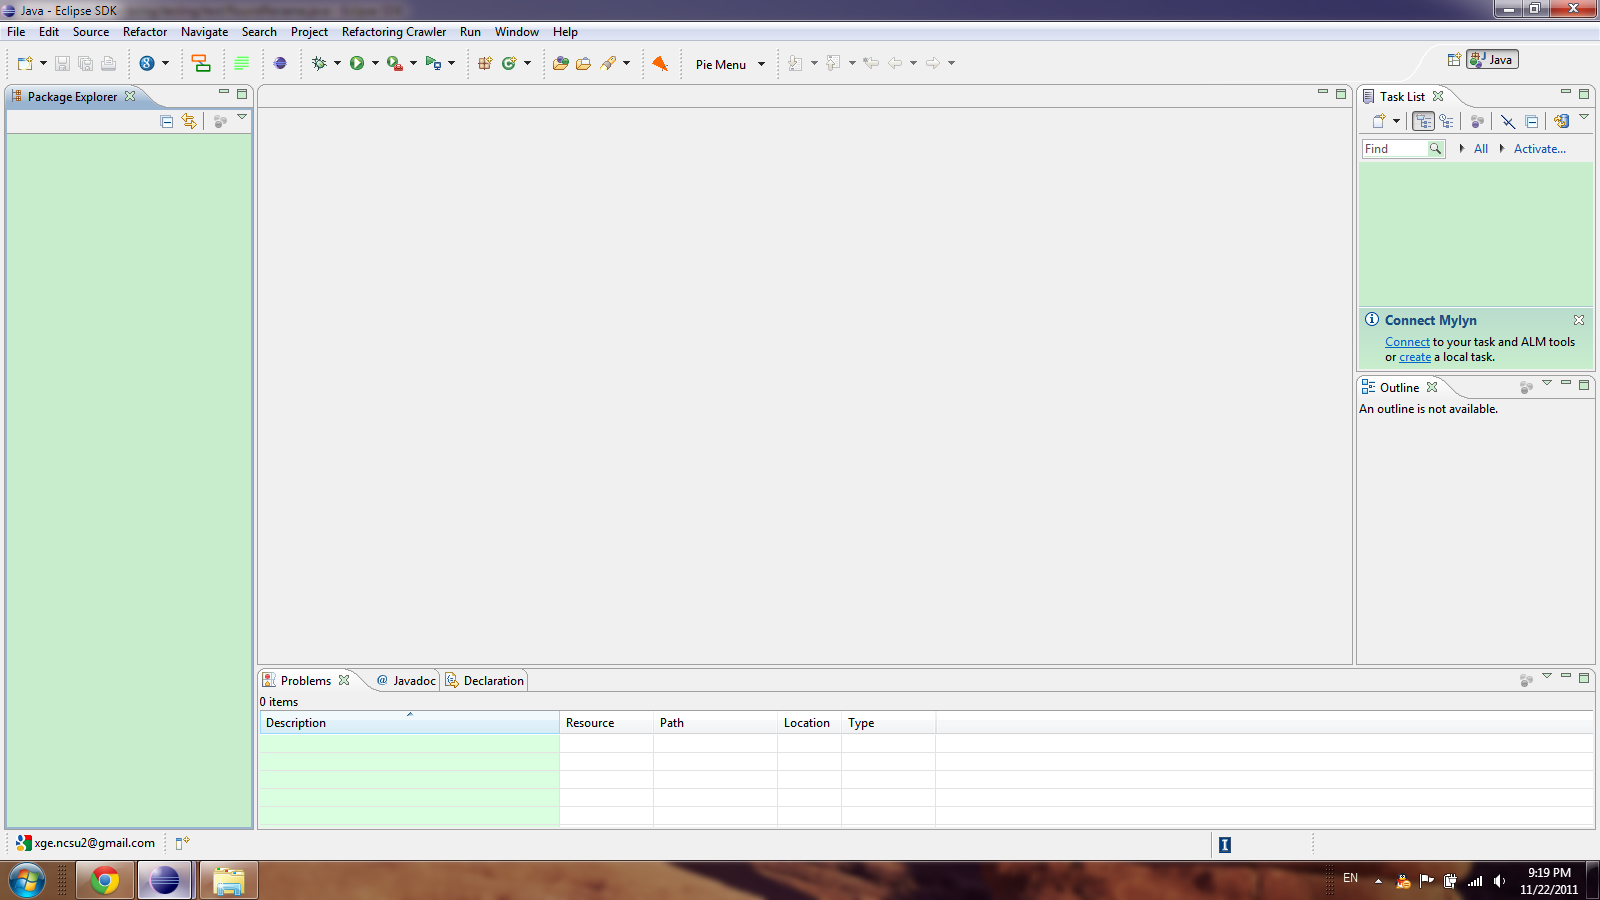 Java - Eclipse SDK
File Edit Source Refactor Navigate Search Project Refactoring Crawler Run Window Help
8 Pie Menu Java
Package Explorer
Task List
Find All Activate...
Connect Mylyn
Connect to your task and ALM tools
or create a local task.
Outline
An outline is not available.
Problems @ Javadoc Declaration
0 items
Description Resource Path Location Type
xge.ncsu2@gmail.com
EN
9:19 PM
11/22/2011